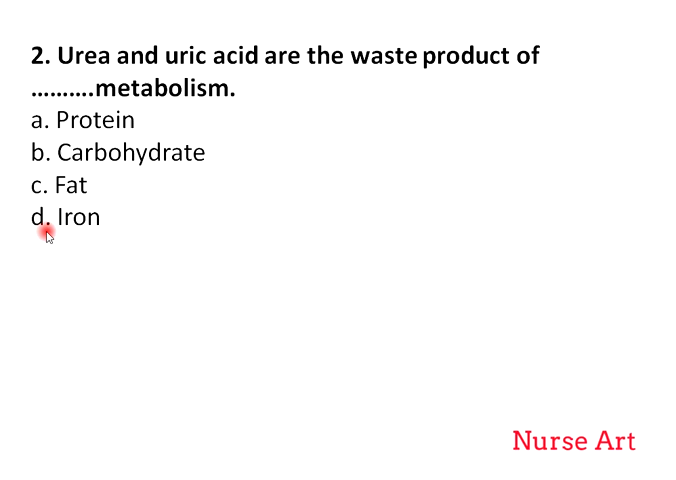 2. Urea and uric acid are the waste product of
……….metabolism.
a. Protein
b. Carbohydrate
c. Fat
d. Iron
Nurse Art